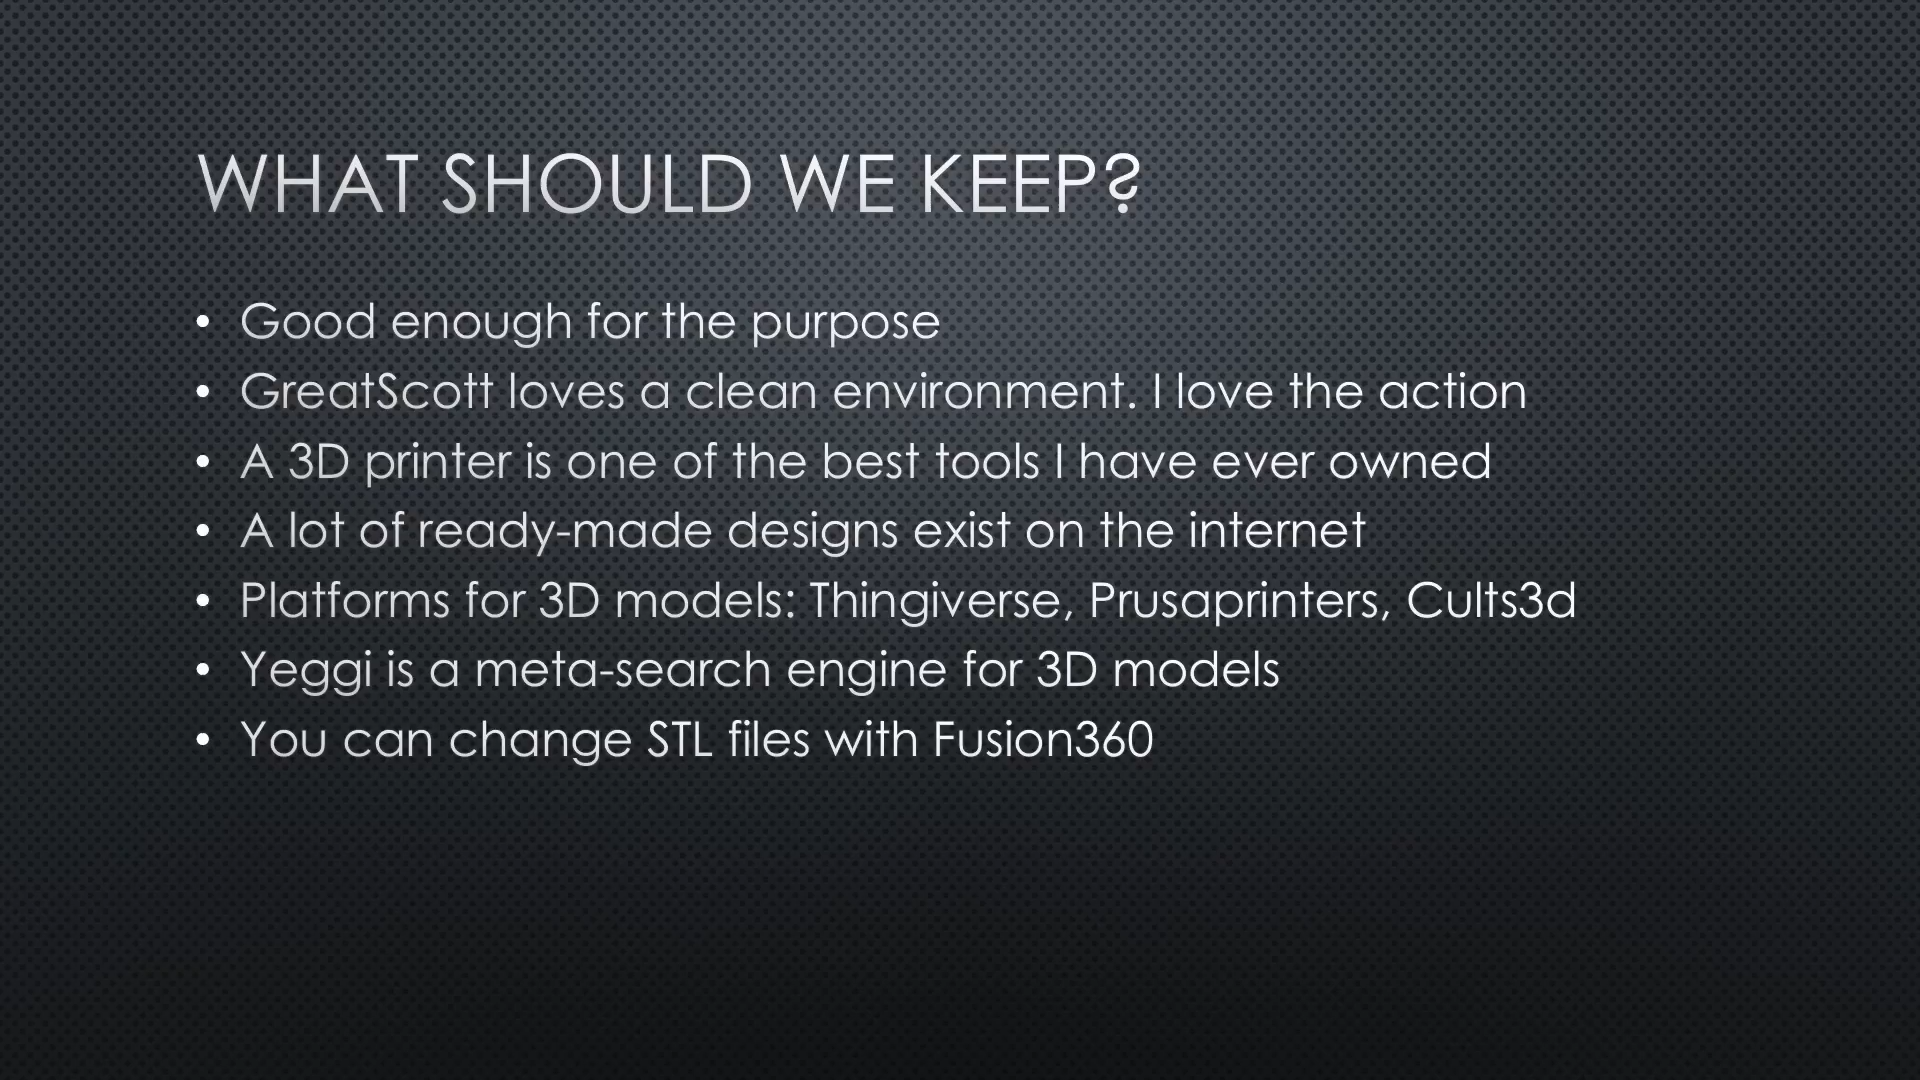 WHAT SHOULD WE KEEP?
• Good enough for the purpose
• GreatScott loves a clean environment. I love the action
• A 3D printer is one of the best tools I have ever owned
• A lot of ready-made designs exist on the internet
• Platforms for 3D models: Thingiverse, Prusaprinters, Cults3d
• Yeggi is a meta-search engine for 3D models
• You can change STL files with Fusion360